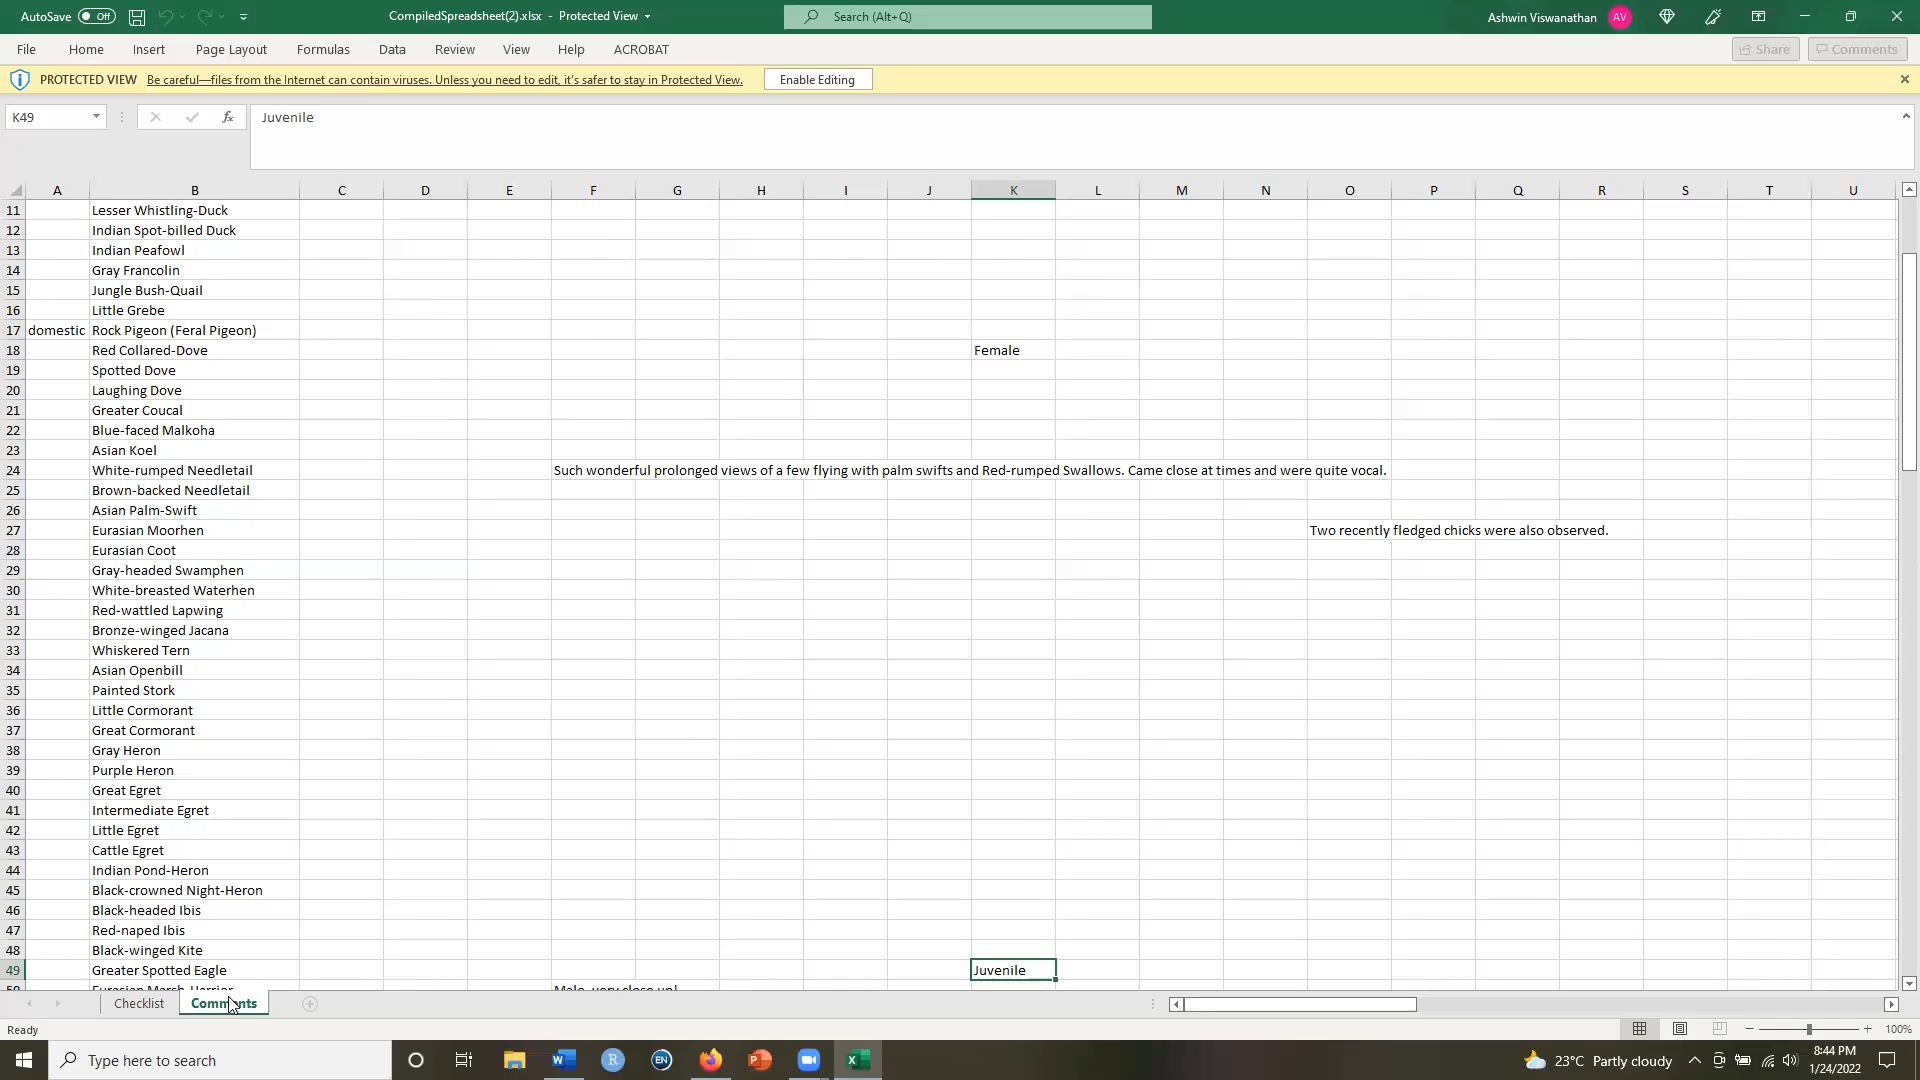 AutoSave Off CompiledSpreadsheet(2).xlsx - Protected View Search (Alt+Q) Ashwin Viswanathan AV
File Home Insert Page Layout Formulas Data Review View Help ACROBAT Share Comments
PROTECTED VIEW Be careful—files from the Internet can contain viruses. Unless you need to edit, it's safer to stay in Protected View. Enable Editing
K49 fx Juvenile
A B C D E F G H I J K L M N O P Q R S T U
11 Lesser Whistling-Duck
12 Indian Spot-billed Duck
13 Indian Peafowl
14 Gray Francolin
15 Jungle Bush-Quail
16 Little Grebe
17 domestic Rock Pigeon (Feral Pigeon)
18 Red Collared-Dove Female
19 Spotted Dove
20 Laughing Dove
21 Greater Coucal
22 Blue-faced Malkoha
23 Asian Koel
24 White-rumped Needletail Such wonderful prolonged views of a few flying with palm swifts and Red-rumped Swallows. Came close at times and were quite vocal.
25 Brown-backed Needletail
26 Asian Palm-Swift
27 Eurasian Moorhen Two recently fledged chicks were also observed.
28 Eurasian Coot
29 Gray-headed Swamphen
30 White-breasted Waterhen
31 Red-wattled Lapwing
32 Bronze-winged Jacana
33 Whiskered Tern
34 Asian Openbill
35 Painted Stork
36 Little Cormorant
37 Great Cormorant
38 Gray Heron
39 Purple Heron
40 Great Egret
41 Intermediate Egret
42 Little Egret
43 Cattle Egret
44 Indian Pond-Heron
45 Black-crowned Night-Heron
46 Black-headed Ibis
47 Red-naped Ibis
48 Black-winged Kite
49 Greater Spotted Eagle Juvenile
50 Eurasian Marsh-Harrier Male, very close up!
Checklist Comments
Ready 100%
Type here to search W R EN P X 23°C Partly cloudy 8:44 PM
1/24/2022